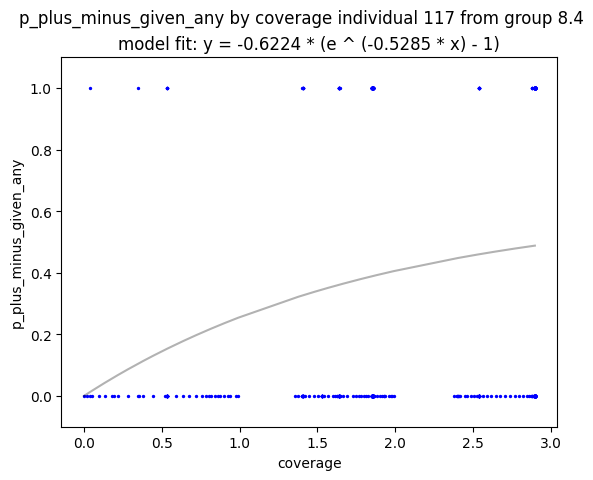 p_plus_minus_given_any by coverage individual 117 from group 8.4
model fit: y = -0.6224 * (e ^ (-0.5285 * x) - 1)
1.0
0.8
0.6
0.4
0.2
0.0
p_plus_minus_given_any
0.0 0.5 1.0 1.5 2.0 2.5 3.0
coverage